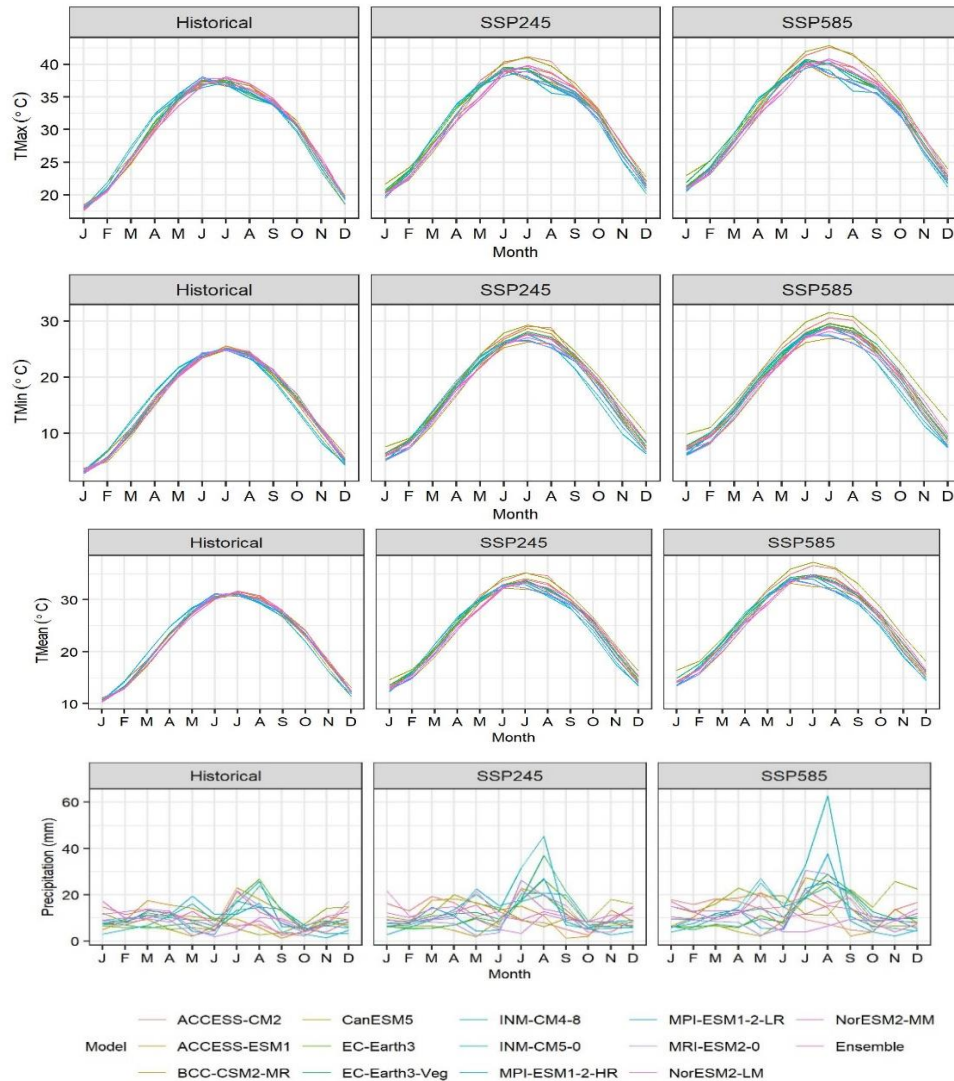 Historical SSP245 SSP585
TMax (° C)
40
35
30
25
20
J F M A M J J A S O N D J F M A M J J A S O N D J F M A M J J A S O N D
Month
Historical SSP245 SSP585
TMin (° C)
30
20
10
J F M A M J J A S O N D J F M A M J J A S O N D J F M A M J J A S O N D
Month
Historical SSP245 SSP585
TMean (° C)
30
20
10
J F M A M J J A S O N D J F M A M J J A S O N D J F M A M J J A S O N D
Month
Historical SSP245 SSP585
Precipitation (mm)
60
40
20
0
J F M A M J J A S O N D J F M A M J J A S O N D J F M A M J J A S O N D
Month
ACCESS-CM2 CanESM5 INM-CM4-8 MPI-ESM1-2-LR NorESM2-MM
Model ACCESS-ESM1 EC-Earth3 INM-CM5-0 MRI-ESM2-0 Ensemble
BCC-CSM2-MR EC-Earth3-Veg MPI-ESM1-2-HR NorESM2-LM